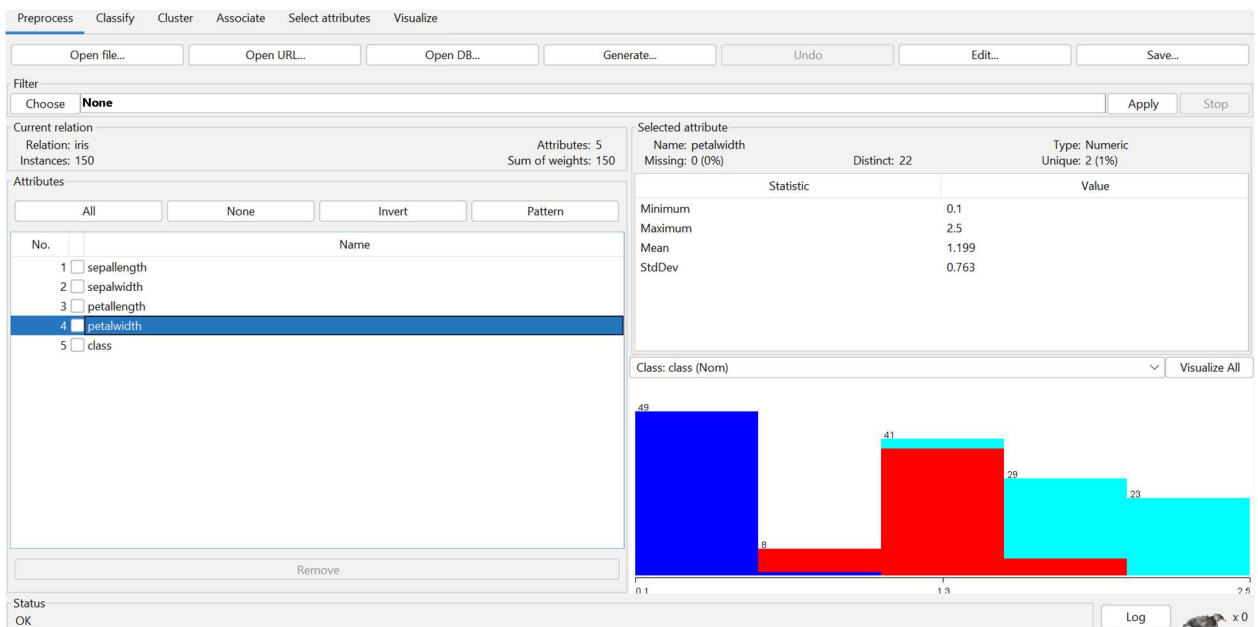 Preprocess Classify Cluster Associate Select attributes Visualize
Open file... Open URL... Open DB... Generate... Undo Edit... Save...
Filter
Choose None Apply Stop
Current relation
Relation: iris Attributes: 5
Instances: 150 Sum of weights: 150
Attributes
All None Invert Pattern
No. Name
1 sepallength
2 sepalwidth
3 petallength
4 petalwidth
5 class
Remove
Selected attribute
Name: petalwidth Type: Numeric
Missing: 0 (0%) Distinct: 22 Unique: 2 (1%)
Statistic Value
Minimum 0.1
Maximum 2.5
Mean 1.199
StdDev 0.763
Class: class (Nom) Visualize All
49
41
29
23
8
0.1 1.3 2.5
Status
OK Log x 0